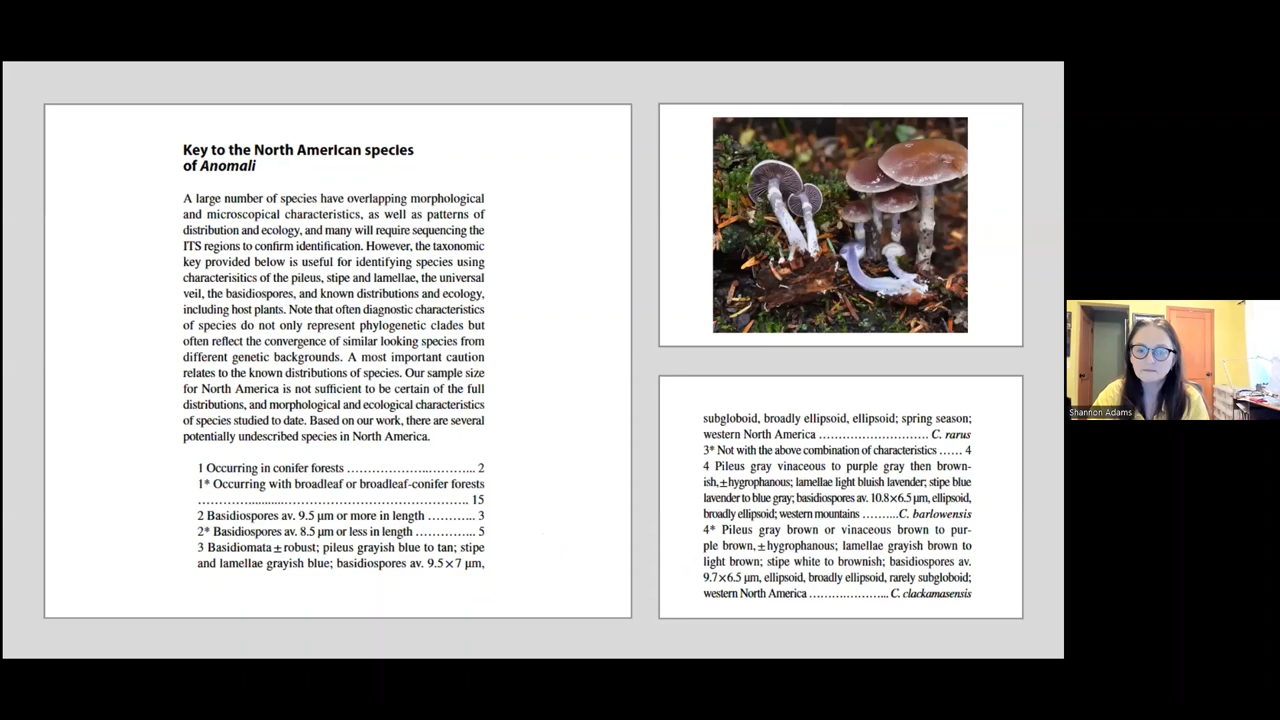 Key to the North American species
of Anomali
A large number of species have overlapping morphological
and microscopical characteristics, as well as patterns of
distribution and ecology, and many will require sequencing the
ITS regions to confirm identification. However, the taxonomic
key provided below is useful for identifying species using
characterisitics of the pileus, stipe and lamellae, the universal
veil, the basidiospores, and known distributions and ecology,
including host plants. Note that often diagnostic characteristics
of species do not only represent phylogenetic clades but
often reflect the convergence of similar looking species from
different genetic backgrounds. A most important caution
relates to the known distributions of species. Our sample size
for North America is not sufficient to be certain of the full
distributions, and morphological and ecological characteristics
of species studied to date. Based on our work, there are several
potentially undescribed species in North America.
1 Occurring in conifer forests ............................ 2
1* Occurring with broadleaf or broadleaf-conifer forests
............................................................ 15
2 Basidiospores av. 9.5 μm or more in length ........... 3
2* Basidiospores av. 8.5 μm or less in length ............. 5
3 Basidiomata ± robust; pileus grayish blue to tan; stipe
and lamellae grayish blue; basidiospores av. 9.5×7 μm,
subgloboid, broadly ellipsoid, ellipsoid; spring season;
western North America ............................ C. rarus
3* Not with the above combination of characteristics ...... 4
4 Pileus gray vinaceous to purple gray then brown-
ish, ± hygrophanous; lamellae light bluish lavender; stipe blue
lavender to blue gray; basidiospores av. 10.8×6.5 μm, ellipsoid,
broadly ellipsoid; western mountains .........C. barlowensis
4* Pileus gray brown or vinaceous brown to pur-
ple brown, ± hygrophanous; lamellae grayish brown to
light brown; stipe white to brownish; basidiospores av.
9.7×6.5 μm, ellipsoid, broadly ellipsoid, rarely subgloboid;
western North America .................... C. clackamasensis
Shannon Adams